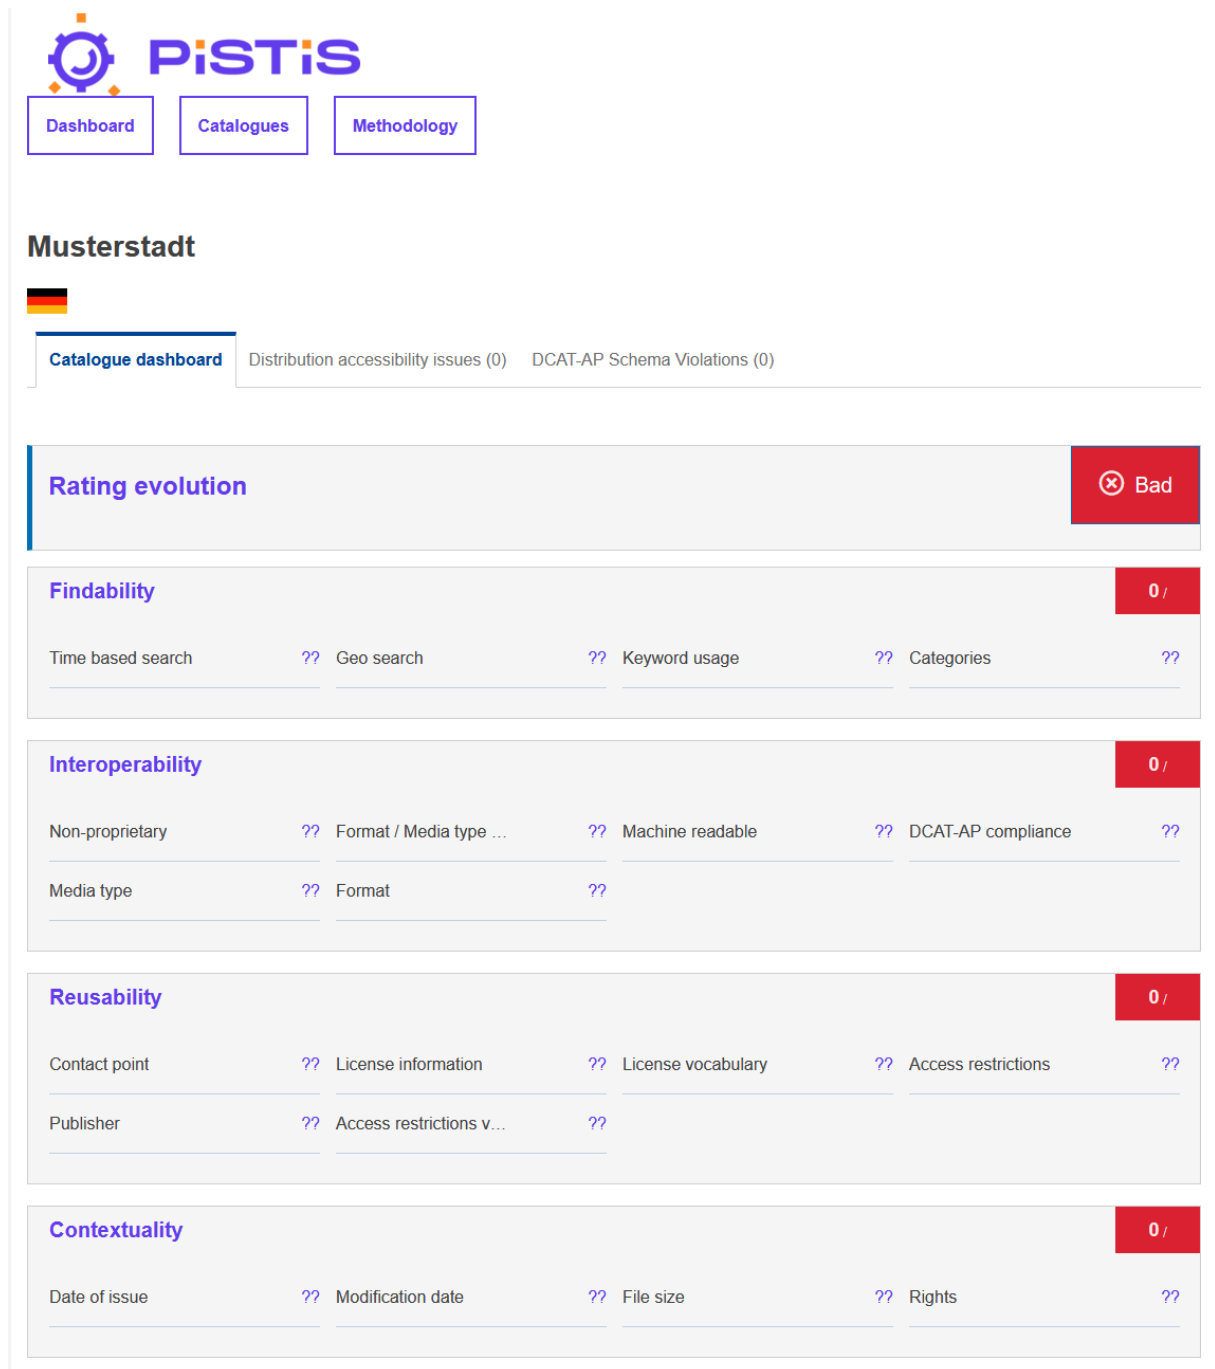 PiSTiS
Dashboard Catalogues Methodology
Musterstadt
Catalogue dashboard Distribution accessibility issues (0) DCAT-AP Schema Violations (0)
Rating evolution Bad
Findability 0 /
Time based search ?? Geo search ?? Keyword usage ?? Categories ??
Interoperability 0 /
Non-proprietary ?? Format / Media type ... ?? Machine readable ?? DCAT-AP compliance ??
Media type ?? Format ??
Reusability 0 /
Contact point ?? License information ?? License vocabulary ?? Access restrictions ??
Publisher ?? Access restrictions v... ??
Contextuality 0 /
Date of issue ?? Modification date ?? File size ?? Rights ??